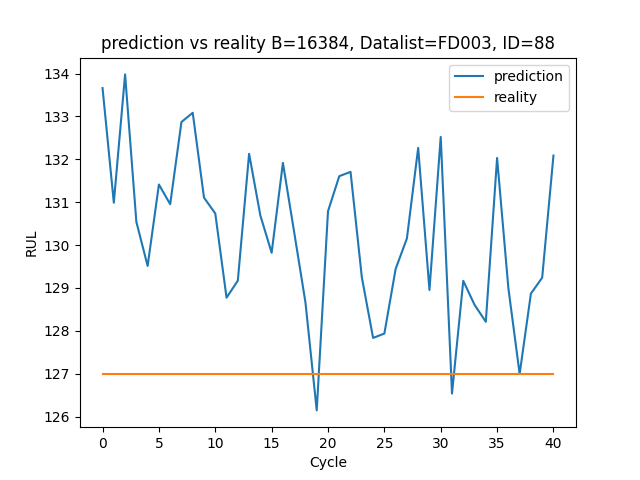 prediction vs reality B=16384, Datalist=FD003, ID=88
prediction
reality
RUL
134
133
132
131
130
129
128
127
126
0 5 10 15 20 25 30 35 40
Cycle